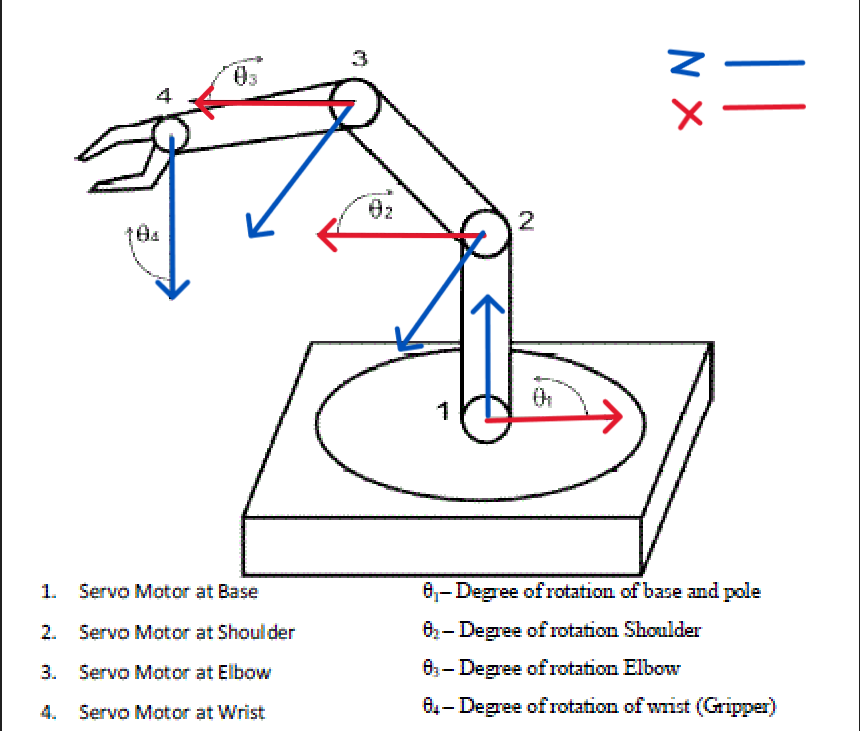 3
θ₃
Z
4
X
θ₂
2
θ₄
1
θ₁
1. Servo Motor at Base
θ₁– Degree of rotation of base and pole
2. Servo Motor at Shoulder
θ₂ – Degree of rotation Shoulder
3. Servo Motor at Elbow
θ₃ – Degree of rotation Elbow
4. Servo Motor at Wrist
θ₄ – Degree of rotation of wrist (Gripper)